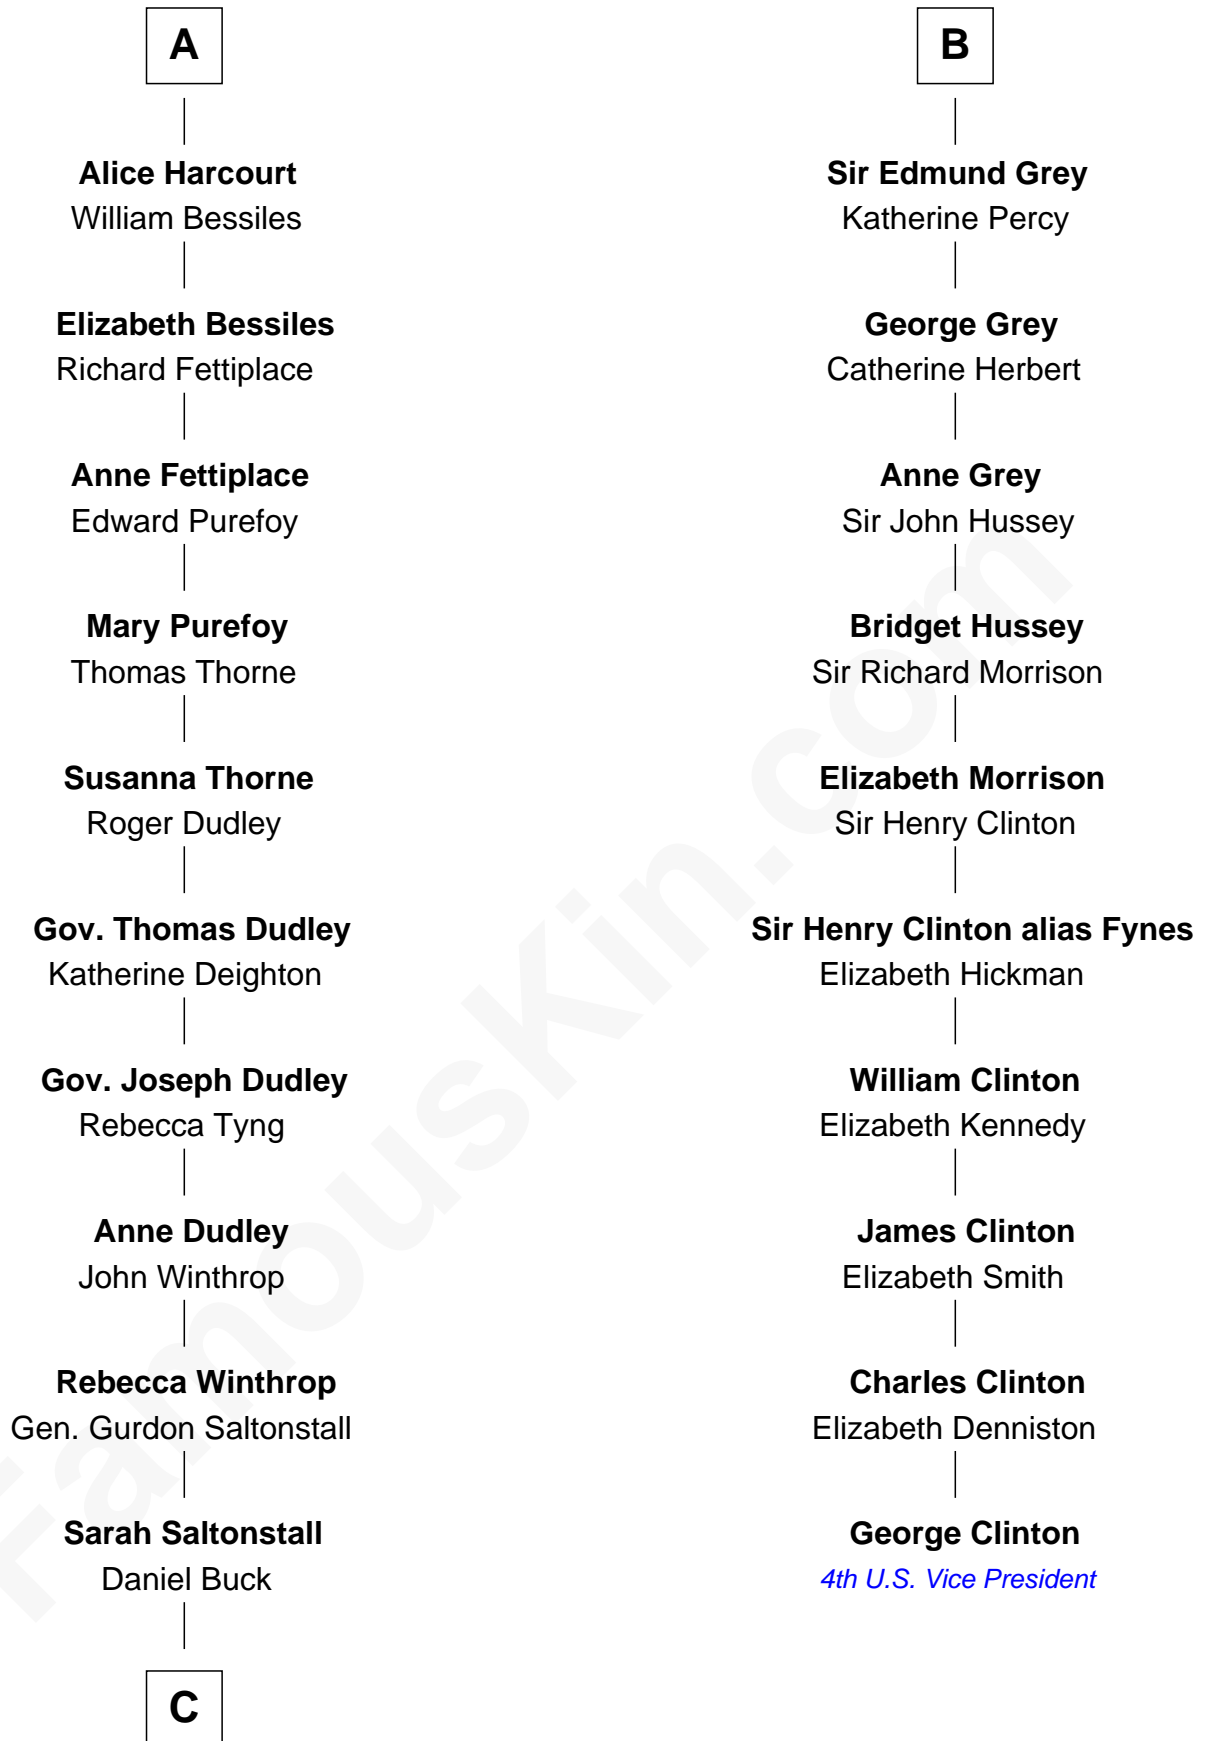 A
Alice Harcourt
William Bessiles
Elizabeth Bessiles
Richard Fettiplace
Anne Fettiplace
Edward Purefoy
Mary Purefoy
Thomas Thorne
Susanna Thorne
Roger Dudley
Gov. Thomas Dudley
Katherine Deighton
Gov. Joseph Dudley
Rebecca Tyng
Anne Dudley
John Winthrop
Rebecca Winthrop
Gen. Gurdon Saltonstall
Sarah Saltonstall
Daniel Buck
C
B
Sir Edmund Grey
Katherine Percy
George Grey
Catherine Herbert
Anne Grey
Sir John Hussey
Bridget Hussey
Sir Richard Morrison
Elizabeth Morrison
Sir Henry Clinton
Sir Henry Clinton alias Fynes
Elizabeth Hickman
William Clinton
Elizabeth Kennedy
James Clinton
Elizabeth Smith
Charles Clinton
Elizabeth Denniston
George Clinton
4th U.S. Vice President
FamousKin.com